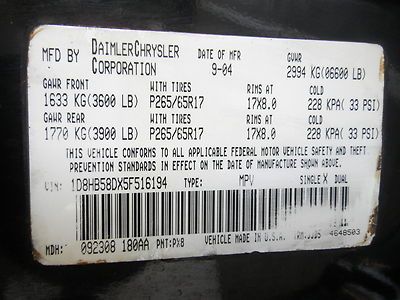 MFD BY DAIMLERCHRYSLER CORPORATION DATE OF MFR 9-04 GVWR 2994 KG(06600 LB)
GAWR FRONT WITH TIRES RIMS AT COLD
1633 KG(3600 LB) P265/65R17 17X8.0 228 KPA( 33 PSI)
GAWR REAR WITH TIRES RIMS AT COLD
1770 KG(3900 LB) P265/65R17 17X8.0 228 KPA( 33 PSI)
THIS VEHICLE CONFORMS TO ALL APPLICABLE FEDERAL MOTOR VEHICLE SAFETY THEFT
PREVENTION STANDARDS IN EFFECT ON THE DATE OF MANUFACTURE SHOWN ABOVE.
VIN: 1D8HB58DX5F516194 TYPE: MPV SINGLE X DUAL
MDH: 092308 180AA PNT: PX8 VEHICLE MADE IN U.S.A. 4648503